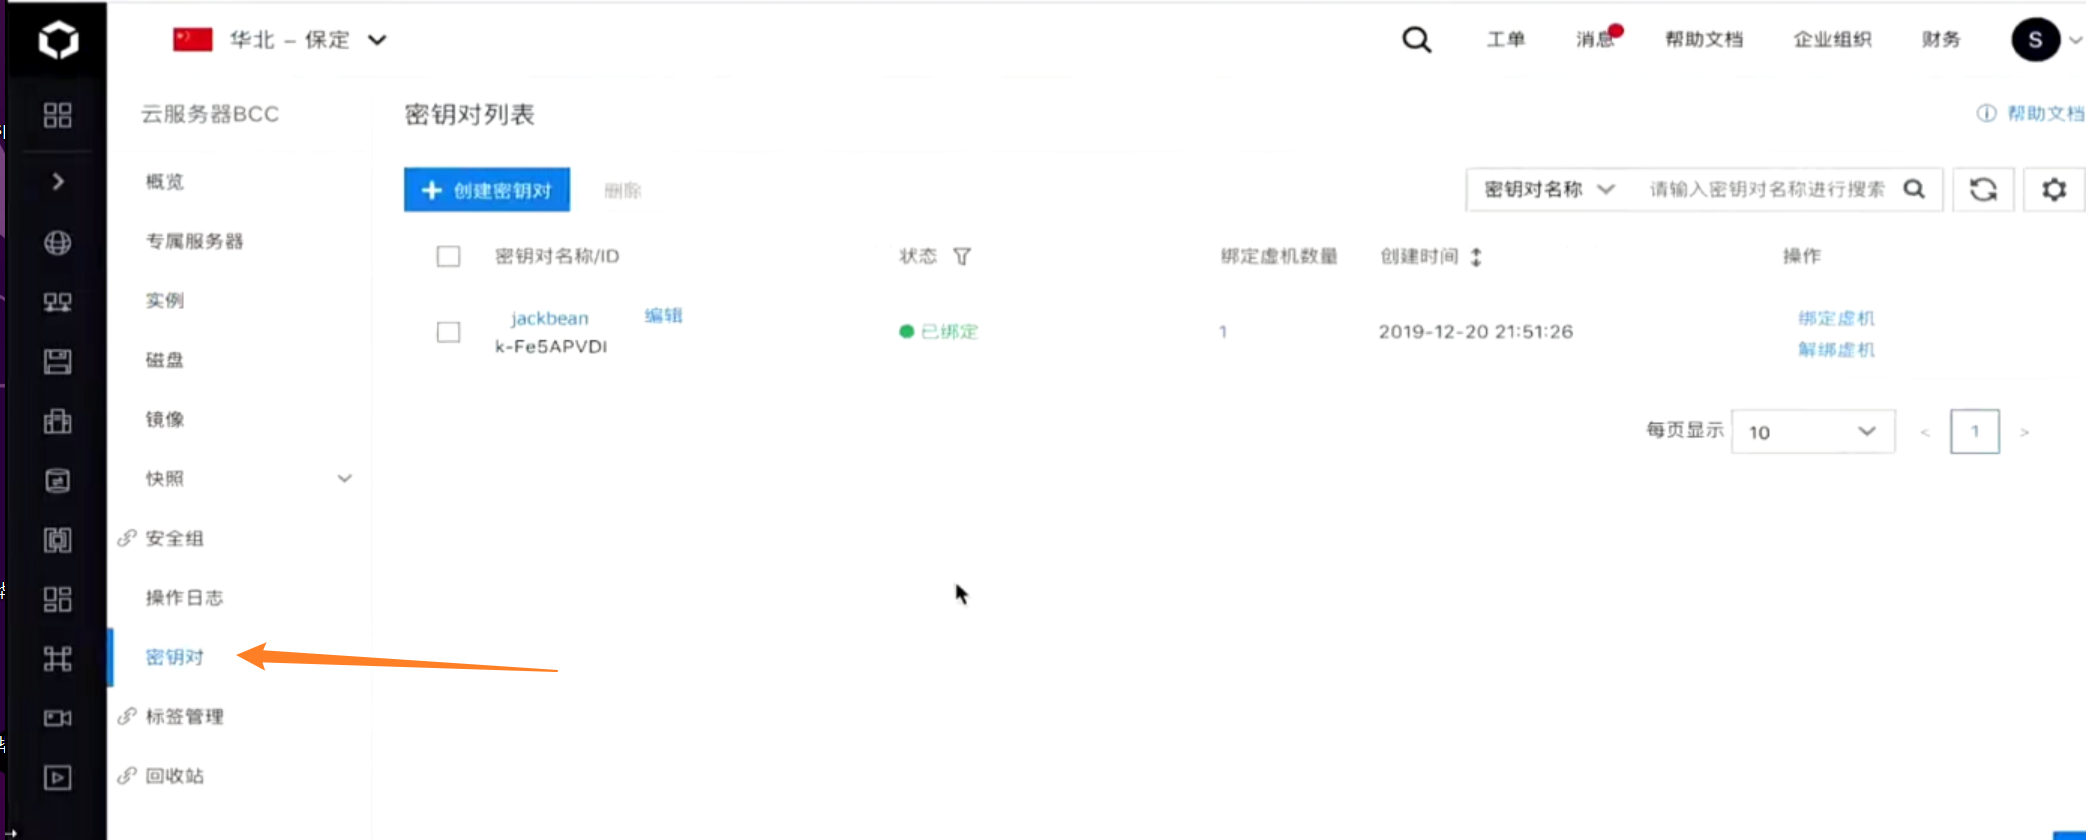 华北 – 保定
工单
消息
帮助文档
企业组织
财务
S
云服务器BCC
概览
专属服务器
实例
磁盘
镜像
快照
安全组
操作日志
密钥对
标签管理
回收站
密钥对列表
帮助文档
+ 创建密钥对
删除
密钥对名称
请输入密钥对名称进行搜索
密钥对名称/ID
状态
绑定虚机数量
创建时间
操作
jackbean
编辑
k-Fe5APVDI
已绑定
1
2019-12-20 21:51:26
绑定虚机
解绑虚机
每页显示
10
<
1
>